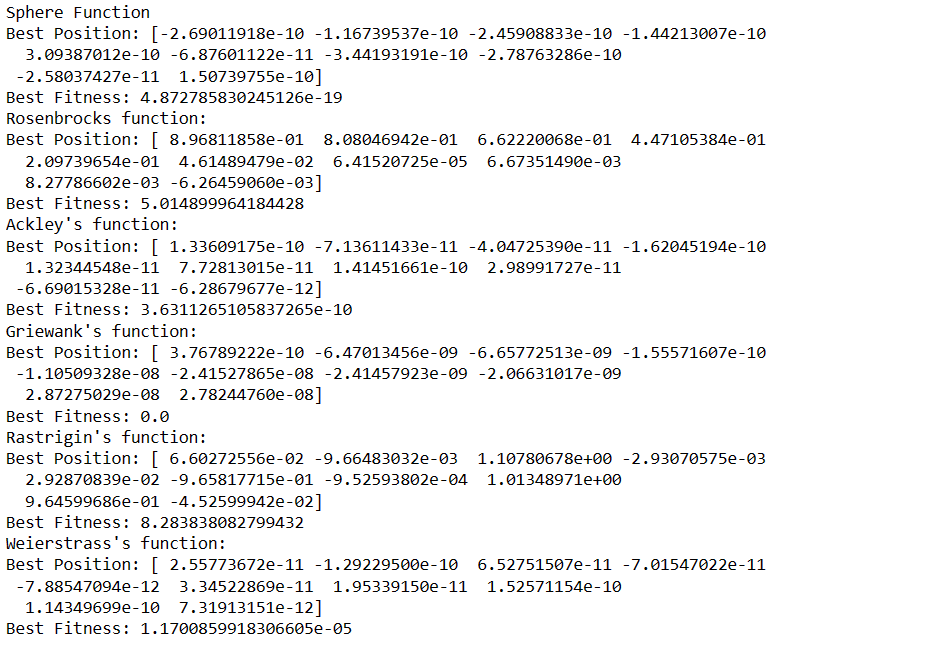 Sphere Function
Best Position: [-2.69011918e-10 -1.16739537e-10 -2.45908833e-10 -1.44213007e-10
3.09387012e-10 -6.87601122e-11 -3.44193191e-10 -2.78763286e-10
-2.58037427e-11 1.50739755e-10]
Best Fitness: 4.872785830245126e-19
Rosenbrocks function:
Best Position: [ 8.96811858e-01 8.08046942e-01 6.62220068e-01 4.47105384e-01
2.09739654e-01 4.61489479e-02 6.41520725e-05 6.67351490e-03
8.27786602e-03 -6.26459060e-03]
Best Fitness: 5.014899964184428
Ackley's function:
Best Position: [ 1.33609175e-10 -7.13611433e-11 -4.04725390e-11 -1.62045194e-10
1.32344548e-11 7.72813015e-11 1.41451661e-10 2.98991727e-11
-6.69015328e-11 -6.28679677e-12]
Best Fitness: 3.6311265105837265e-10
Griewank's function:
Best Position: [ 3.76789222e-10 -6.47013456e-09 -6.65772513e-09 -1.55571607e-10
-1.10509328e-08 -2.41527865e-08 -2.41457923e-09 -2.06631017e-09
2.87275029e-08 2.78244760e-08]
Best Fitness: 0.0
Rastrigin's function:
Best Position: [ 6.60272556e-02 -9.66483032e-03 1.10780678e+00 -2.93070575e-03
2.92870839e-02 -9.65817715e-01 -9.52593802e-04 1.01348971e+00
9.64599686e-01 -4.52599942e-02]
Best Fitness: 8.283838082799432
Weierstrass's function:
Best Position: [ 2.55773672e-11 -1.29229500e-10 6.52751507e-11 -7.01547022e-11
-7.88547094e-12 3.34522869e-11 1.95339150e-11 1.52571154e-10
1.14349699e-10 7.31913151e-12]
Best Fitness: 1.1700859918306605e-05